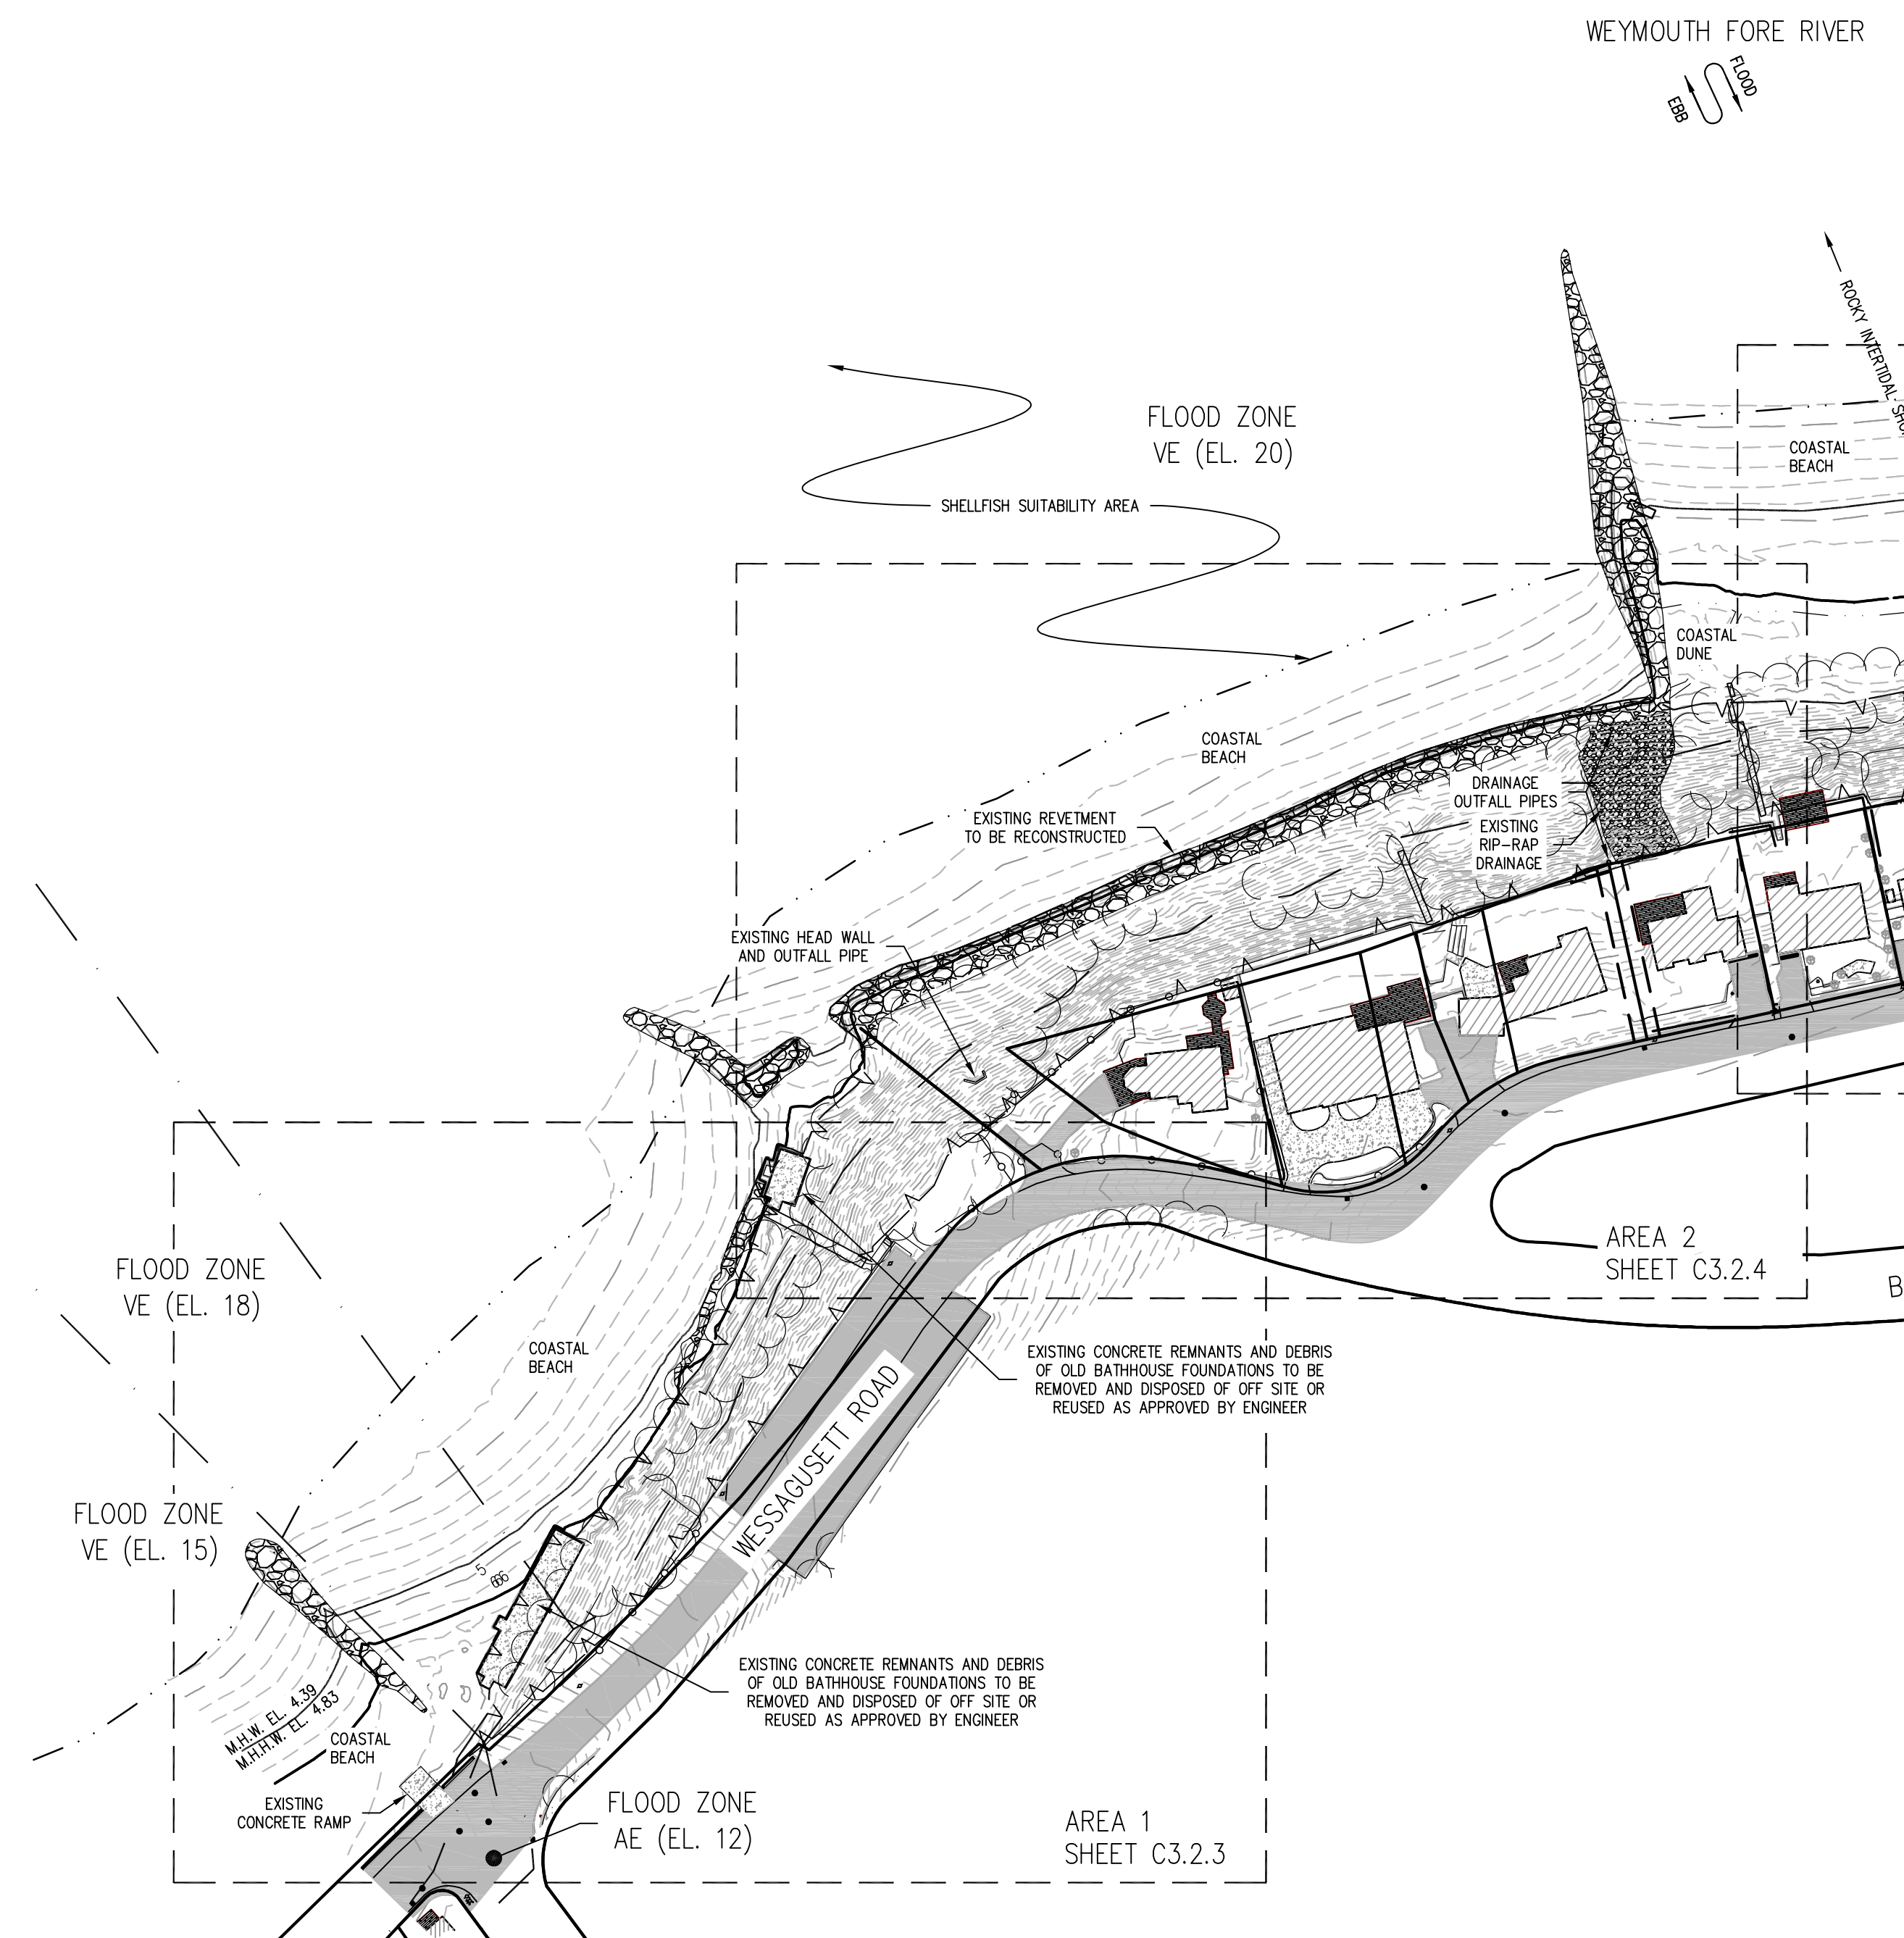 WEYMOUTH FORE RIVER
FLOOD
EBB
ROCKY INTERTIDAL
FLOOD ZONE
VE (EL. 20)
COASTAL
BEACH
SHELLFISH SUITABILITY AREA
COASTAL
DUNE
COASTAL
BEACH
DRAINAGE
OUTFALL PIPES
EXISTING REVETMENT
TO BE RECONSTRUCTED
EXISTING
RIP-RAP
DRAINAGE
EXISTING HEAD WALL
AND OUTFALL PIPE
AREA 2
SHEET C3.2.4
B
FLOOD ZONE
VE (EL. 18)
COASTAL
BEACH
EXISTING CONCRETE REMNANTS AND DEBRIS
OF OLD BATHHOUSE FOUNDATIONS TO BE
REMOVED AND DISPOSED OF OFF SITE OR
REUSED AS APPROVED BY ENGINEER
WESSAGUSETT ROAD
FLOOD ZONE
VE (EL. 15)
5
EXISTING CONCRETE REMNANTS AND DEBRIS
OF OLD BATHHOUSE FOUNDATIONS TO BE
REMOVED AND DISPOSED OF OFF SITE OR
REUSED AS APPROVED BY ENGINEER
M.H.W. EL. 4.39
M.H.H.W. EL. 4.83
COASTAL
BEACH
EXISTING
CONCRETE RAMP
FLOOD ZONE
AE (EL. 12)
AREA 1
SHEET C3.2.3